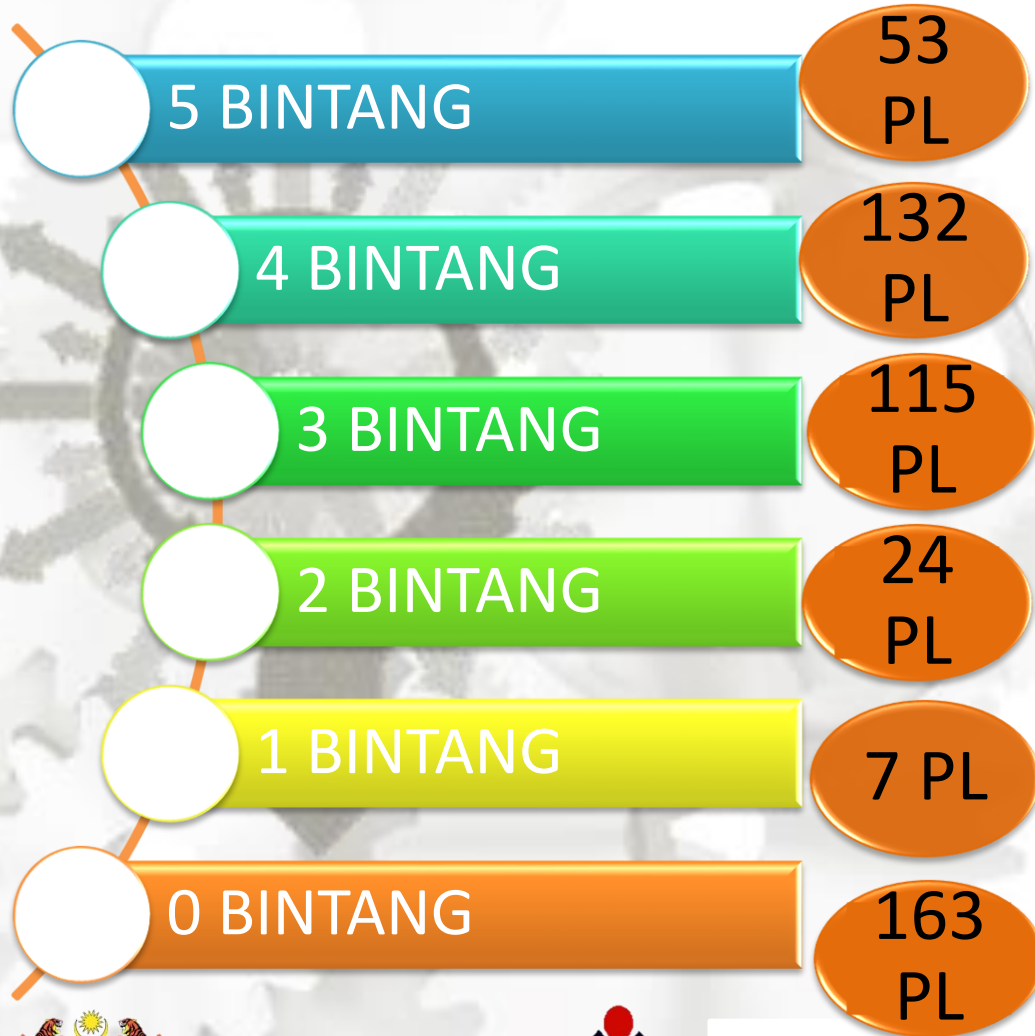 5 BINTANG
53
PL
4 BINTANG
132
PL
3 BINTANG
115
PL
2 BINTANG
24
PL
1 BINTANG
7 PL
0 BINTANG
163
PL